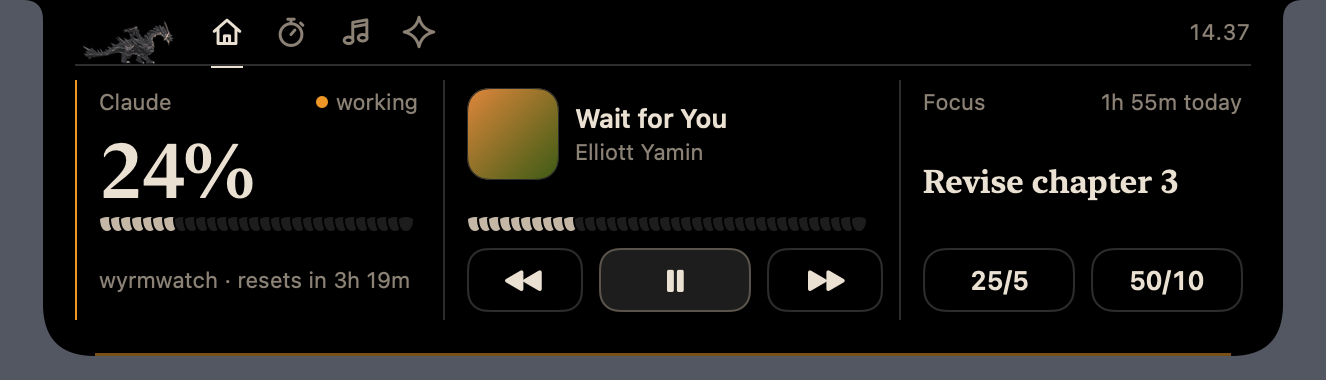 14.37
Claude
working
24%
wyrmwatch · resets in 3h 19m
Wait for You
Elliott Yamin
Focus
1h 55m today
Revise chapter 3
25/5
50/10